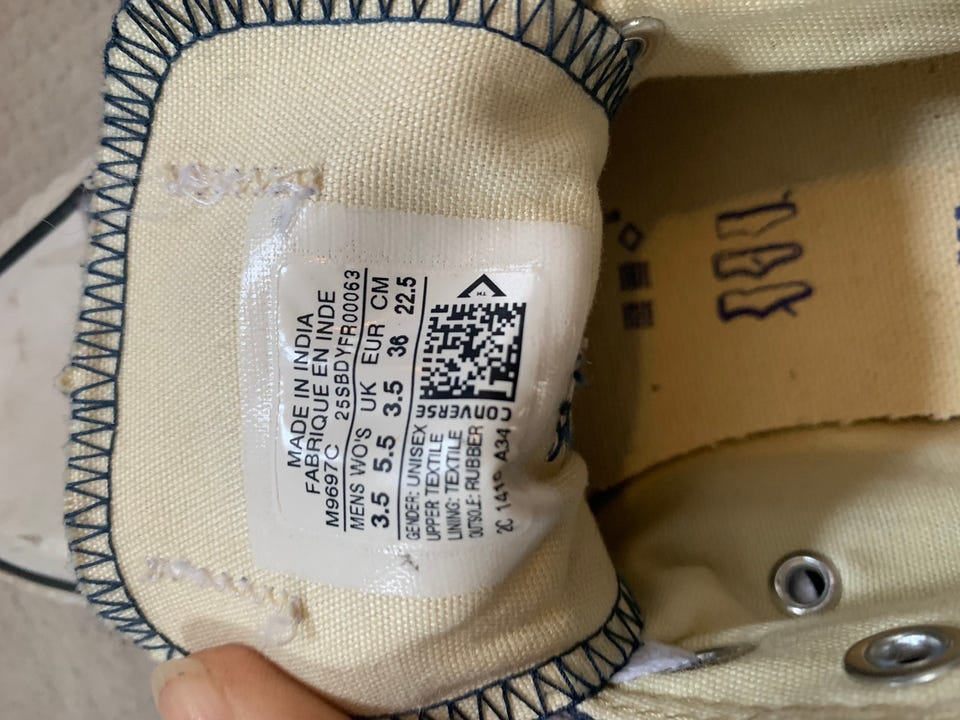 MADE IN INDIA
FABRIQUE EN INDE
M9697C 25SBDYFR00063
MENS WO'S UK EUR CM
3.5 5.5 3.5 36 22.5
GENDER: UNISEX
UPPER TEXTILE
LINING: TEXTILE
OUTSOLE: RUBBER
CONVERSE
A34